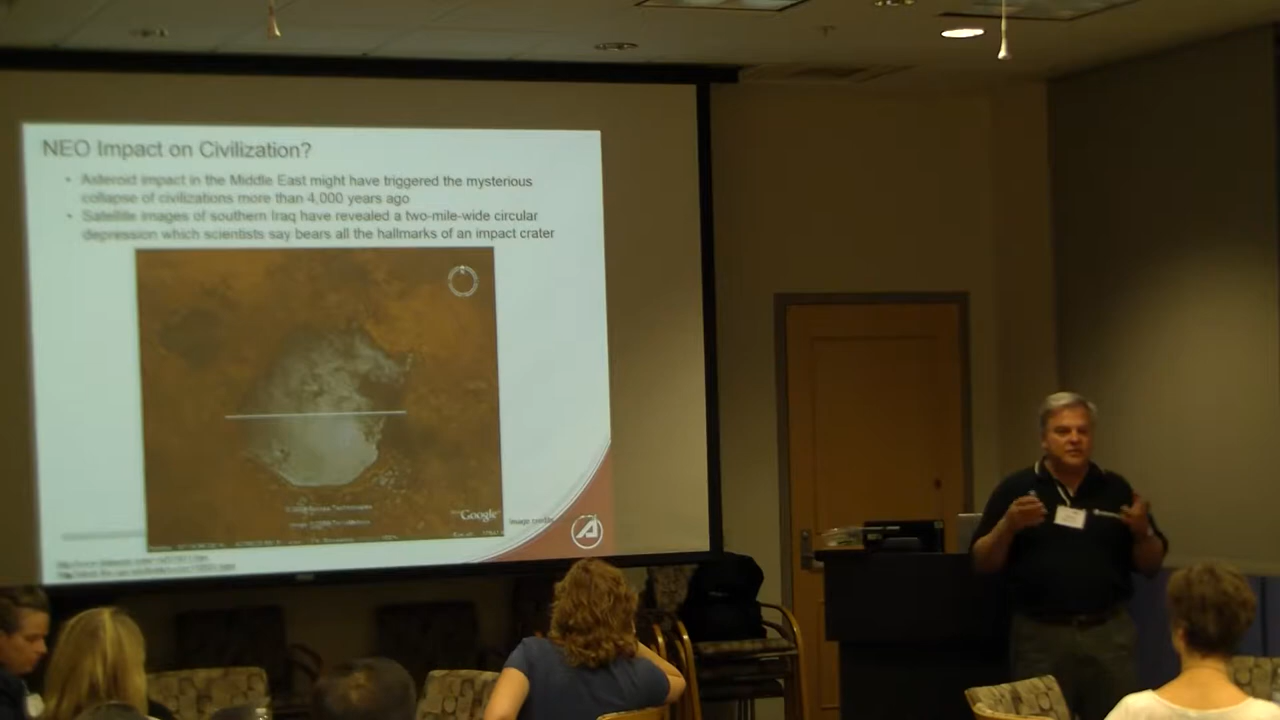 NEO Impact on Civilization?
• Asteroid impact in the Middle East might have triggered the mysterious
collapse of civilizations more than 4,000 years ago
• Satellite images of southern Iraq have revealed a two-mile-wide circular
depression which scientists say bears all the hallmarks of an impact crater
Google
Image credit: